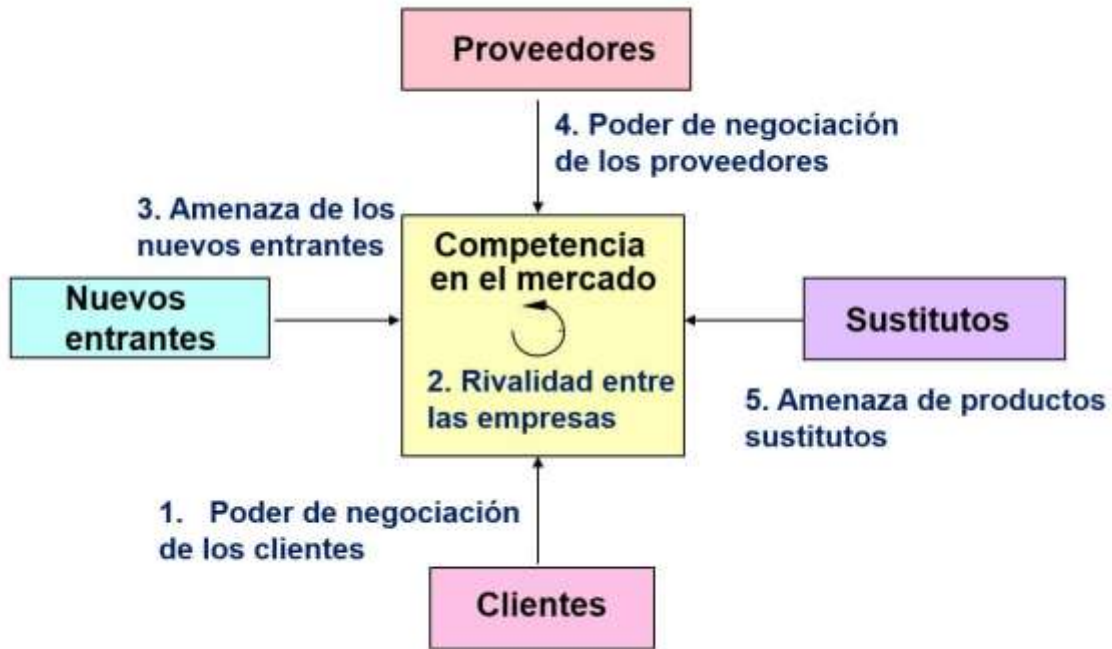 Proveedores
4. Poder de negociación
de los proveedores
3. Amenaza de los
nuevos entrantes
Competencia
en el mercado
Nuevos
entrantes
Sustitutos
2. Rivalidad entre
las empresas
5. Amenaza de productos
sustitutos
1. Poder de negociación
de los clientes
Clientes